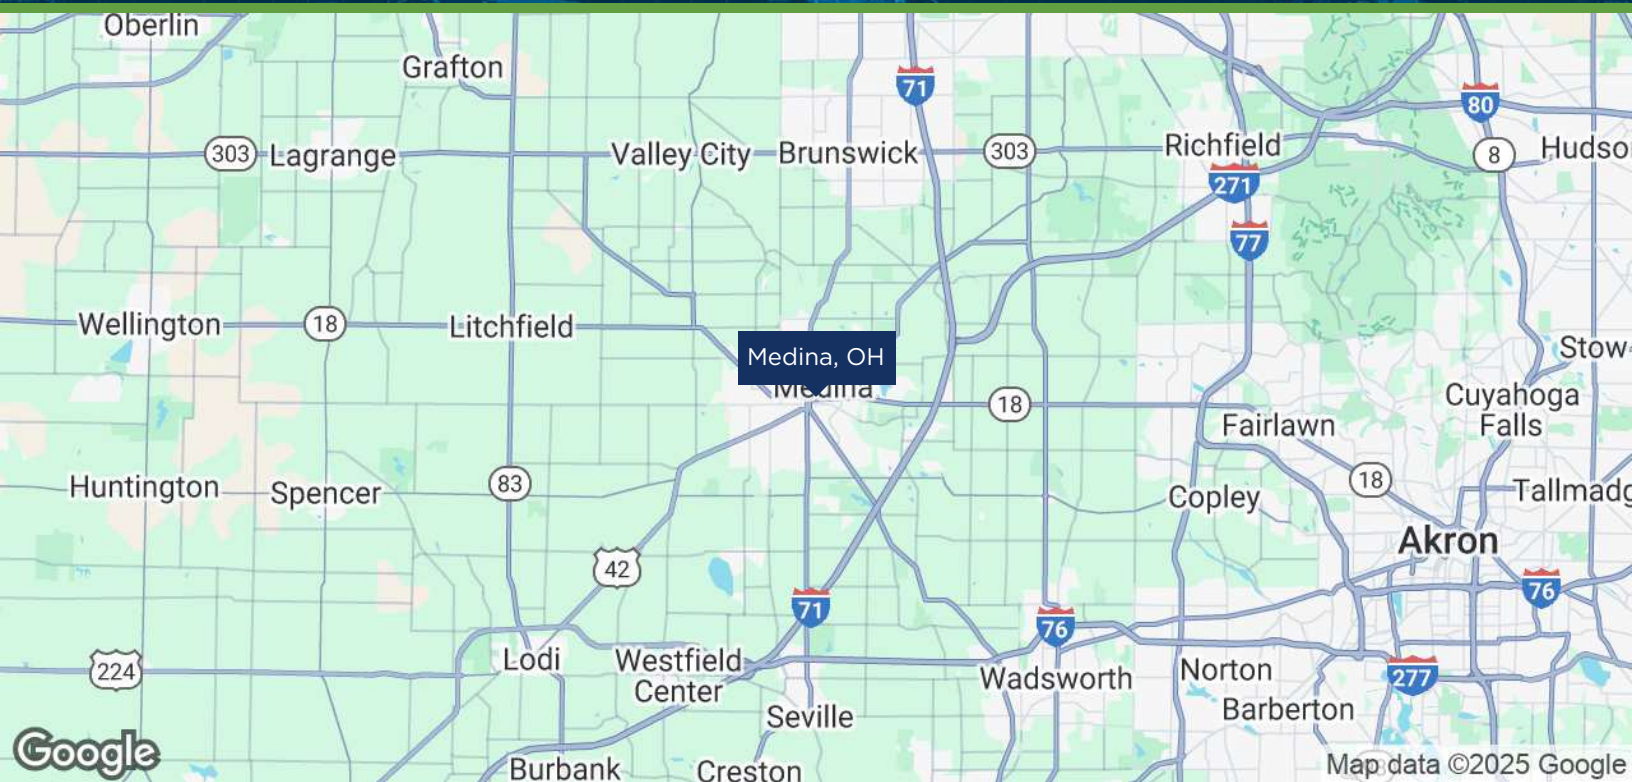 Oberlin
Grafton
71
80
303
Lagrange
Valley City
Brunswick
303
Richfield
8
271
77
Wellington
18
Litchfield
Medina, OH
Medina
18
Stow
Cuyahoga
Falls
Fairlawn
Huntington
Spencer
83
Copley
18
Akron
42
71
76
76
224
Lodi
Westfield
Center
Wadsworth
Norton
277
Barberton
Seville
Google
Burbank
Creston
Map data ©2025 Google